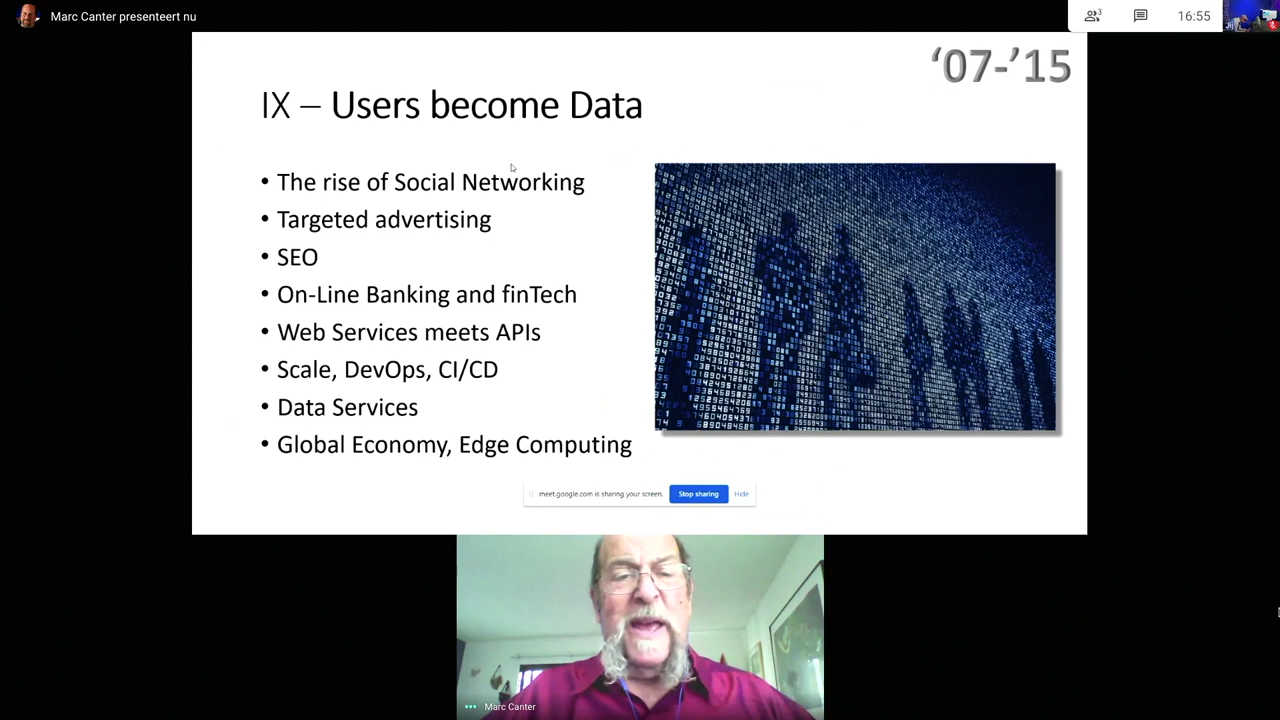 Marc Canter presenteert nu
3
16:55
Jij
‘07-’15
IX – Users become Data
• The rise of Social Networking
• Targeted advertising
• SEO
• On-Line Banking and finTech
• Web Services meets APIs
• Scale, DevOps, CI/CD
• Data Services
• Global Economy, Edge Computing
meet.google.com is sharing your screen.
Stop sharing
Hide
Marc Canter